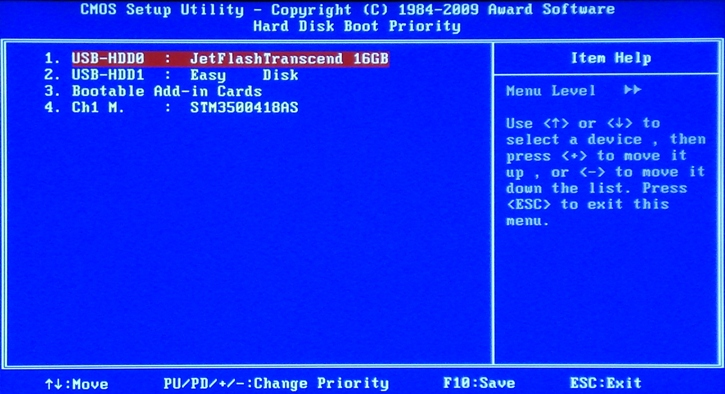 CMOS Setup Utility - Copyright (C) 1984-2009 Award Software
Hard Disk Boot Priority
1. USB-HDD0 : JetFlashTranscend 16GB
2. USB-HDD1 : Easy Disk
3. Bootable Add-in Cards
4. Ch1 M. : STM3500418AS
Item Help
Menu Level ▶▶
Use <↑> or <↓> to
select a device , then
press <+> to move it
up , or <-> to move it
down the list. Press
<ESC> to exit this
menu.
↑↓:Move PU/PD/+/-:Change Priority F10:Save ESC:Exit